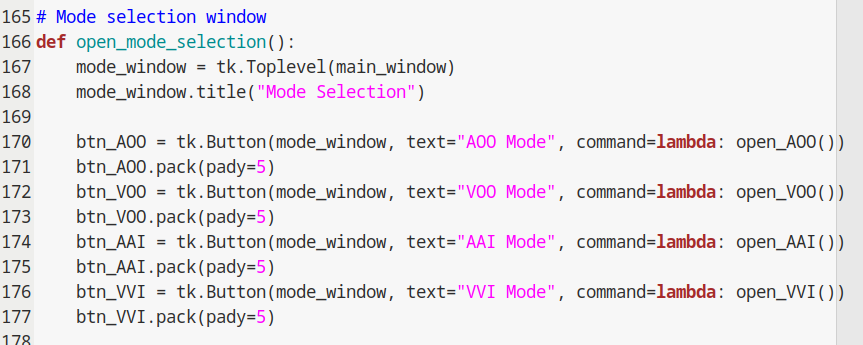 165 # Mode selection window
166 def open_mode_selection():
167     mode_window = tk.Toplevel(main_window)
168     mode_window.title("Mode Selection")
169
170     btn_AOO = tk.Button(mode_window, text="AOO Mode", command=lambda: open_AOO())
171     btn_AOO.pack(pady=5)
172     btn_VOO = tk.Button(mode_window, text="VOO Mode", command=lambda: open_VOO())
173     btn_VOO.pack(pady=5)
174     btn_AAI = tk.Button(mode_window, text="AAI Mode", command=lambda: open_AAI())
175     btn_AAI.pack(pady=5)
176     btn_VVI = tk.Button(mode_window, text="VVI Mode", command=lambda: open_VVI())
177     btn_VVI.pack(pady=5)
178